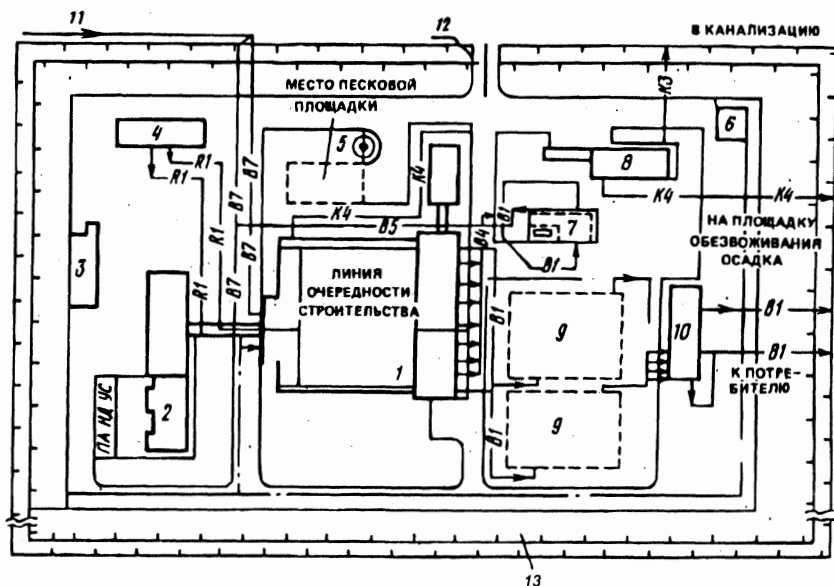 11
12
В КАНАЛИЗАЦИЮ
МЕСТО ПЕСКОВОЙ
ПЛОЩАДКИ
К3
4
5
6
8
R1
R1
В7
В7
К4
К4
К4
К4
R1
В5
В1
В4
7
НА ПЛОЩАДКУ
ОБЕЗВОЖИВАНИЯ
ОСАДКА
3
R1
В7
В7
В1
ЛИНИЯ
ОЧЕРЕДНОСТИ
СТРОИТЕЛЬСТВА
В1
9
10
В1
В1
1
К ПОТРЕ-
БИТЕЛЮ
2
ПА НД УС
В1
9
13